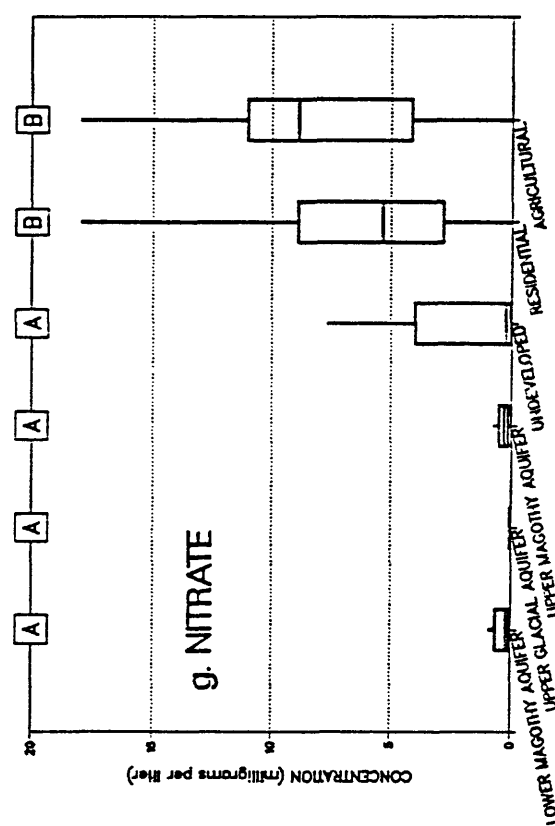 A
A
A
A
B
B
20
15
10
5
0
CONCENTRATION (milligrams per liter)
g. NITRATE
LOWER MAGOTHY AQUIFER
UPPER GLACIAL AQUIFER
UPPER MAGOTHY AQUIFER
UNDEVELOPED
RESIDENTIAL
AGRICULTURAL